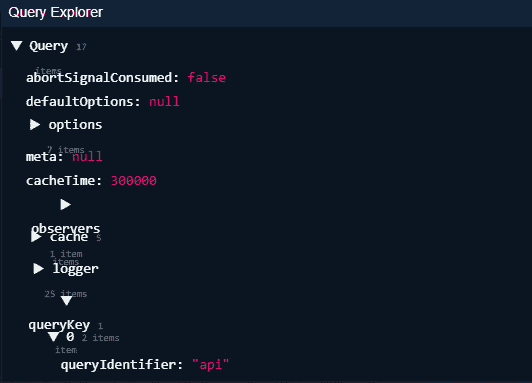 Query Explorer
▼ Query 17
items
abortSignalConsumed: false
defaultOptions: null
▶ options
7 items
meta: null
cacheTime: 300000
▶
observers
▶ cache 5
1 item
items
▶ logger
25 items
▼
queryKey 1
▼ 0 2 items
item
queryIdentifier: "api"